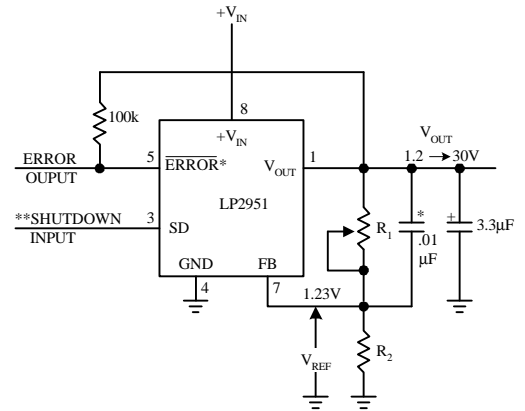 +V_IN
100k
8
+V_IN
ERROR
OUPUT
5
ERROR*
V_OUT
1
V_OUT
1.2 → 30V
LP2951
**SHUTDOWN
INPUT
3
SD
R_1
*
.01
µF
+
3.3µF
GND
FB
4
7
1.23V
V_REF
R_2